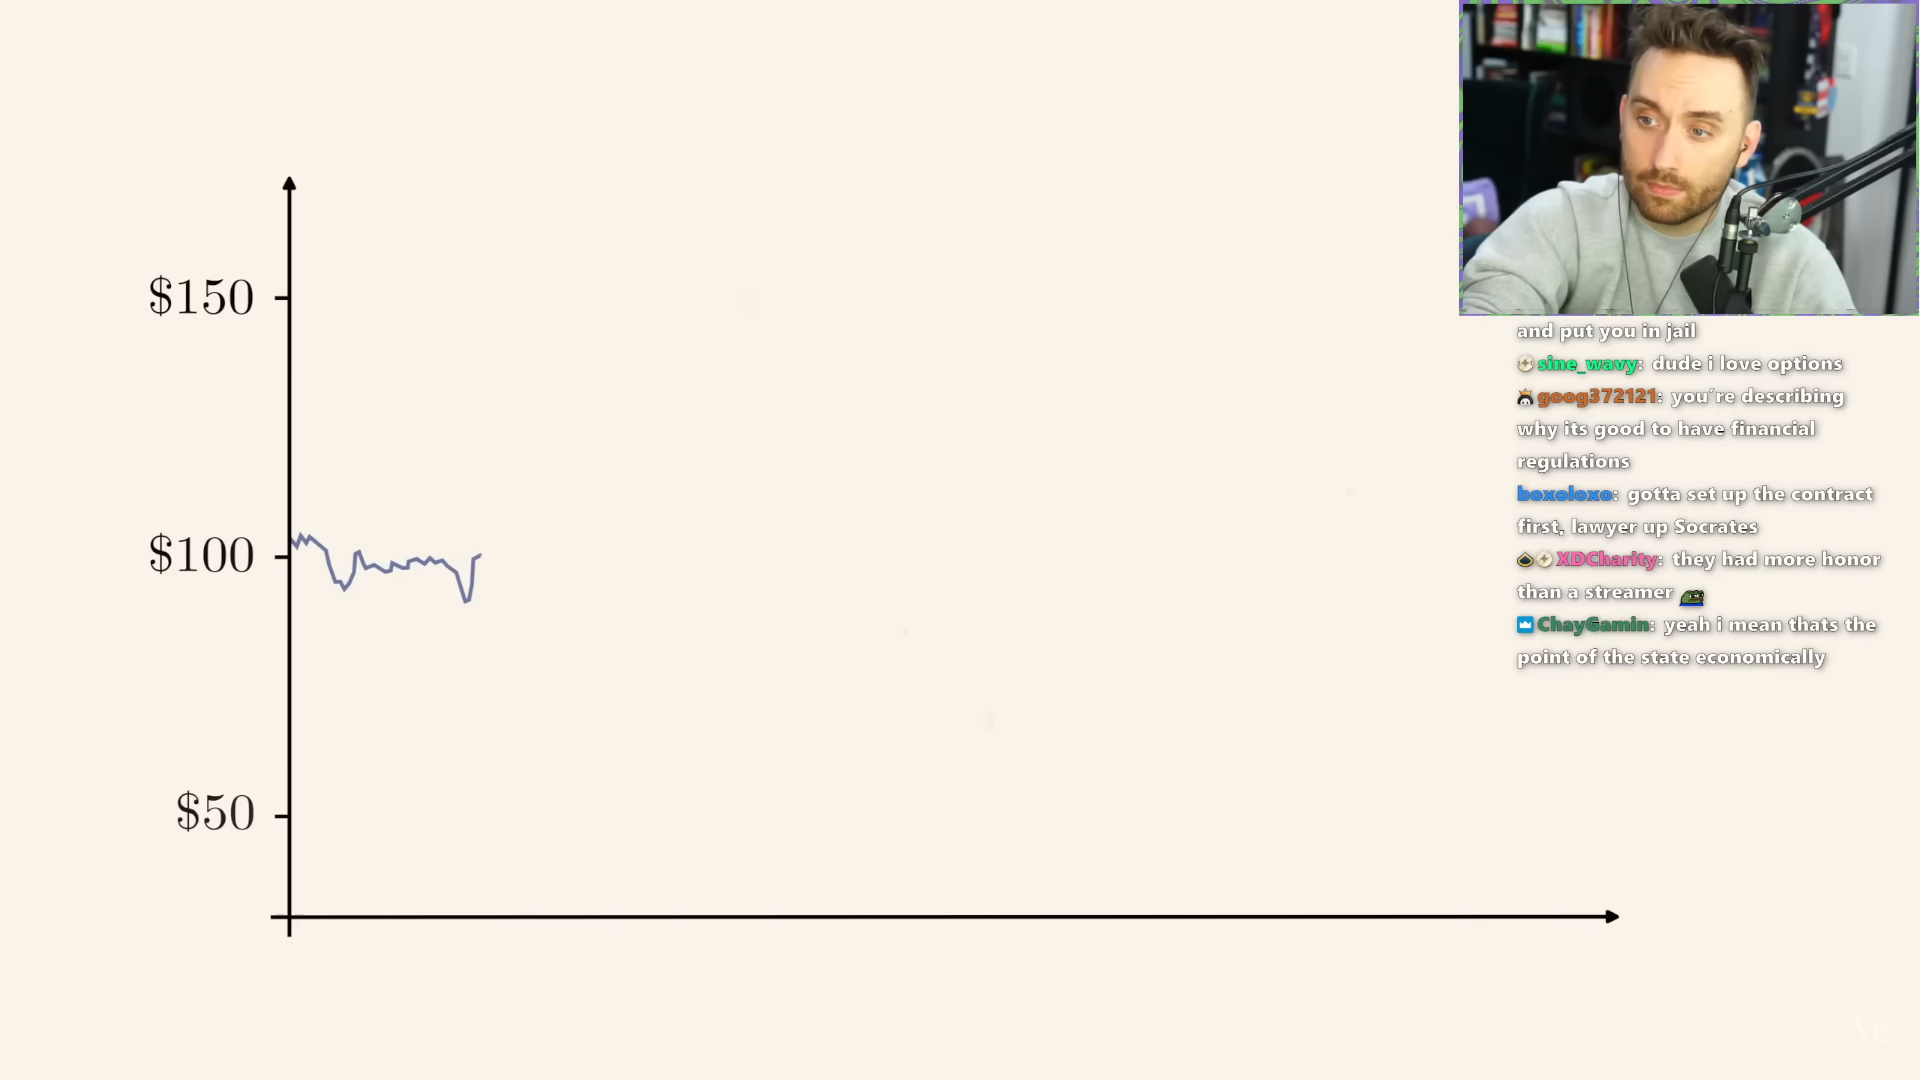 $150
$100
$50
and put you in jail
sine_wavy: dude i love options
goog372121: you're describing
why its good to have financial
regulations
boxoloxo: gotta set up the contract
first, lawyer up Socrates
XDCharity: they had more honor
than a streamer
ChayGamin: yeah i mean thats the
point of the state economically